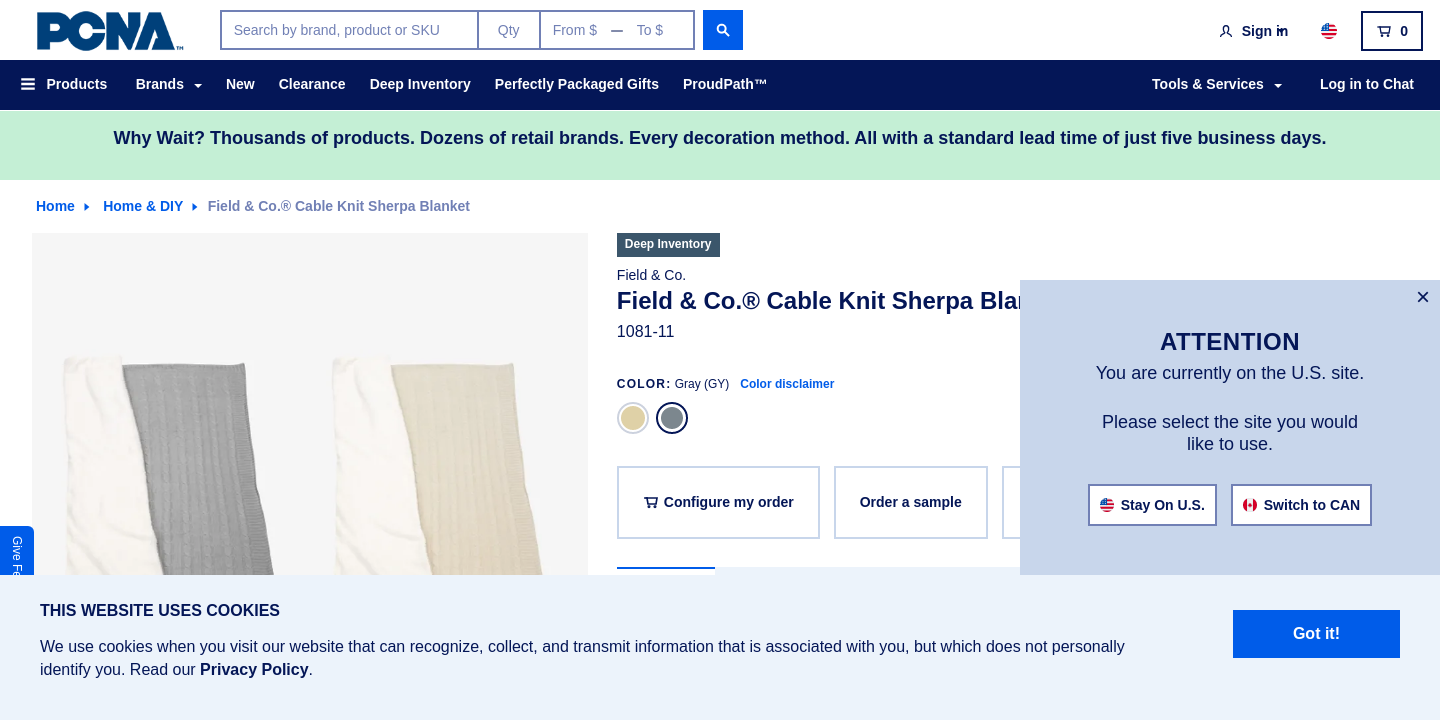 PCNA™
Search by brand, product or SKU
Qty
From $ — To $
Sign in
0
Products
Brands
New
Clearance
Deep Inventory
Perfectly Packaged Gifts
ProudPath™
Tools & Services
Log in to Chat
Why Wait? Thousands of products. Dozens of retail brands. Every decoration method. All with a standard lead time of just five business days.
Home
Home & DIY
Field & Co.® Cable Knit Sherpa Blanket
Deep Inventory
Field & Co.
Field & Co.® Cable Knit Sherpa
1081-11
COLOR: Gray (GY) Color disclaimer
Configure my order
Order a sample
×
ATTENTION
You are currently on the U.S. site.
Please select the site you would
like to use.
Stay On U.S.
Switch to CAN
Give
THIS WEBSITE USES COOKIES
We use cookies when you visit our website that can recognize, collect, and transmit information that is associated with you, but which does not personally
identify you. Read our Privacy Policy.
Got it!